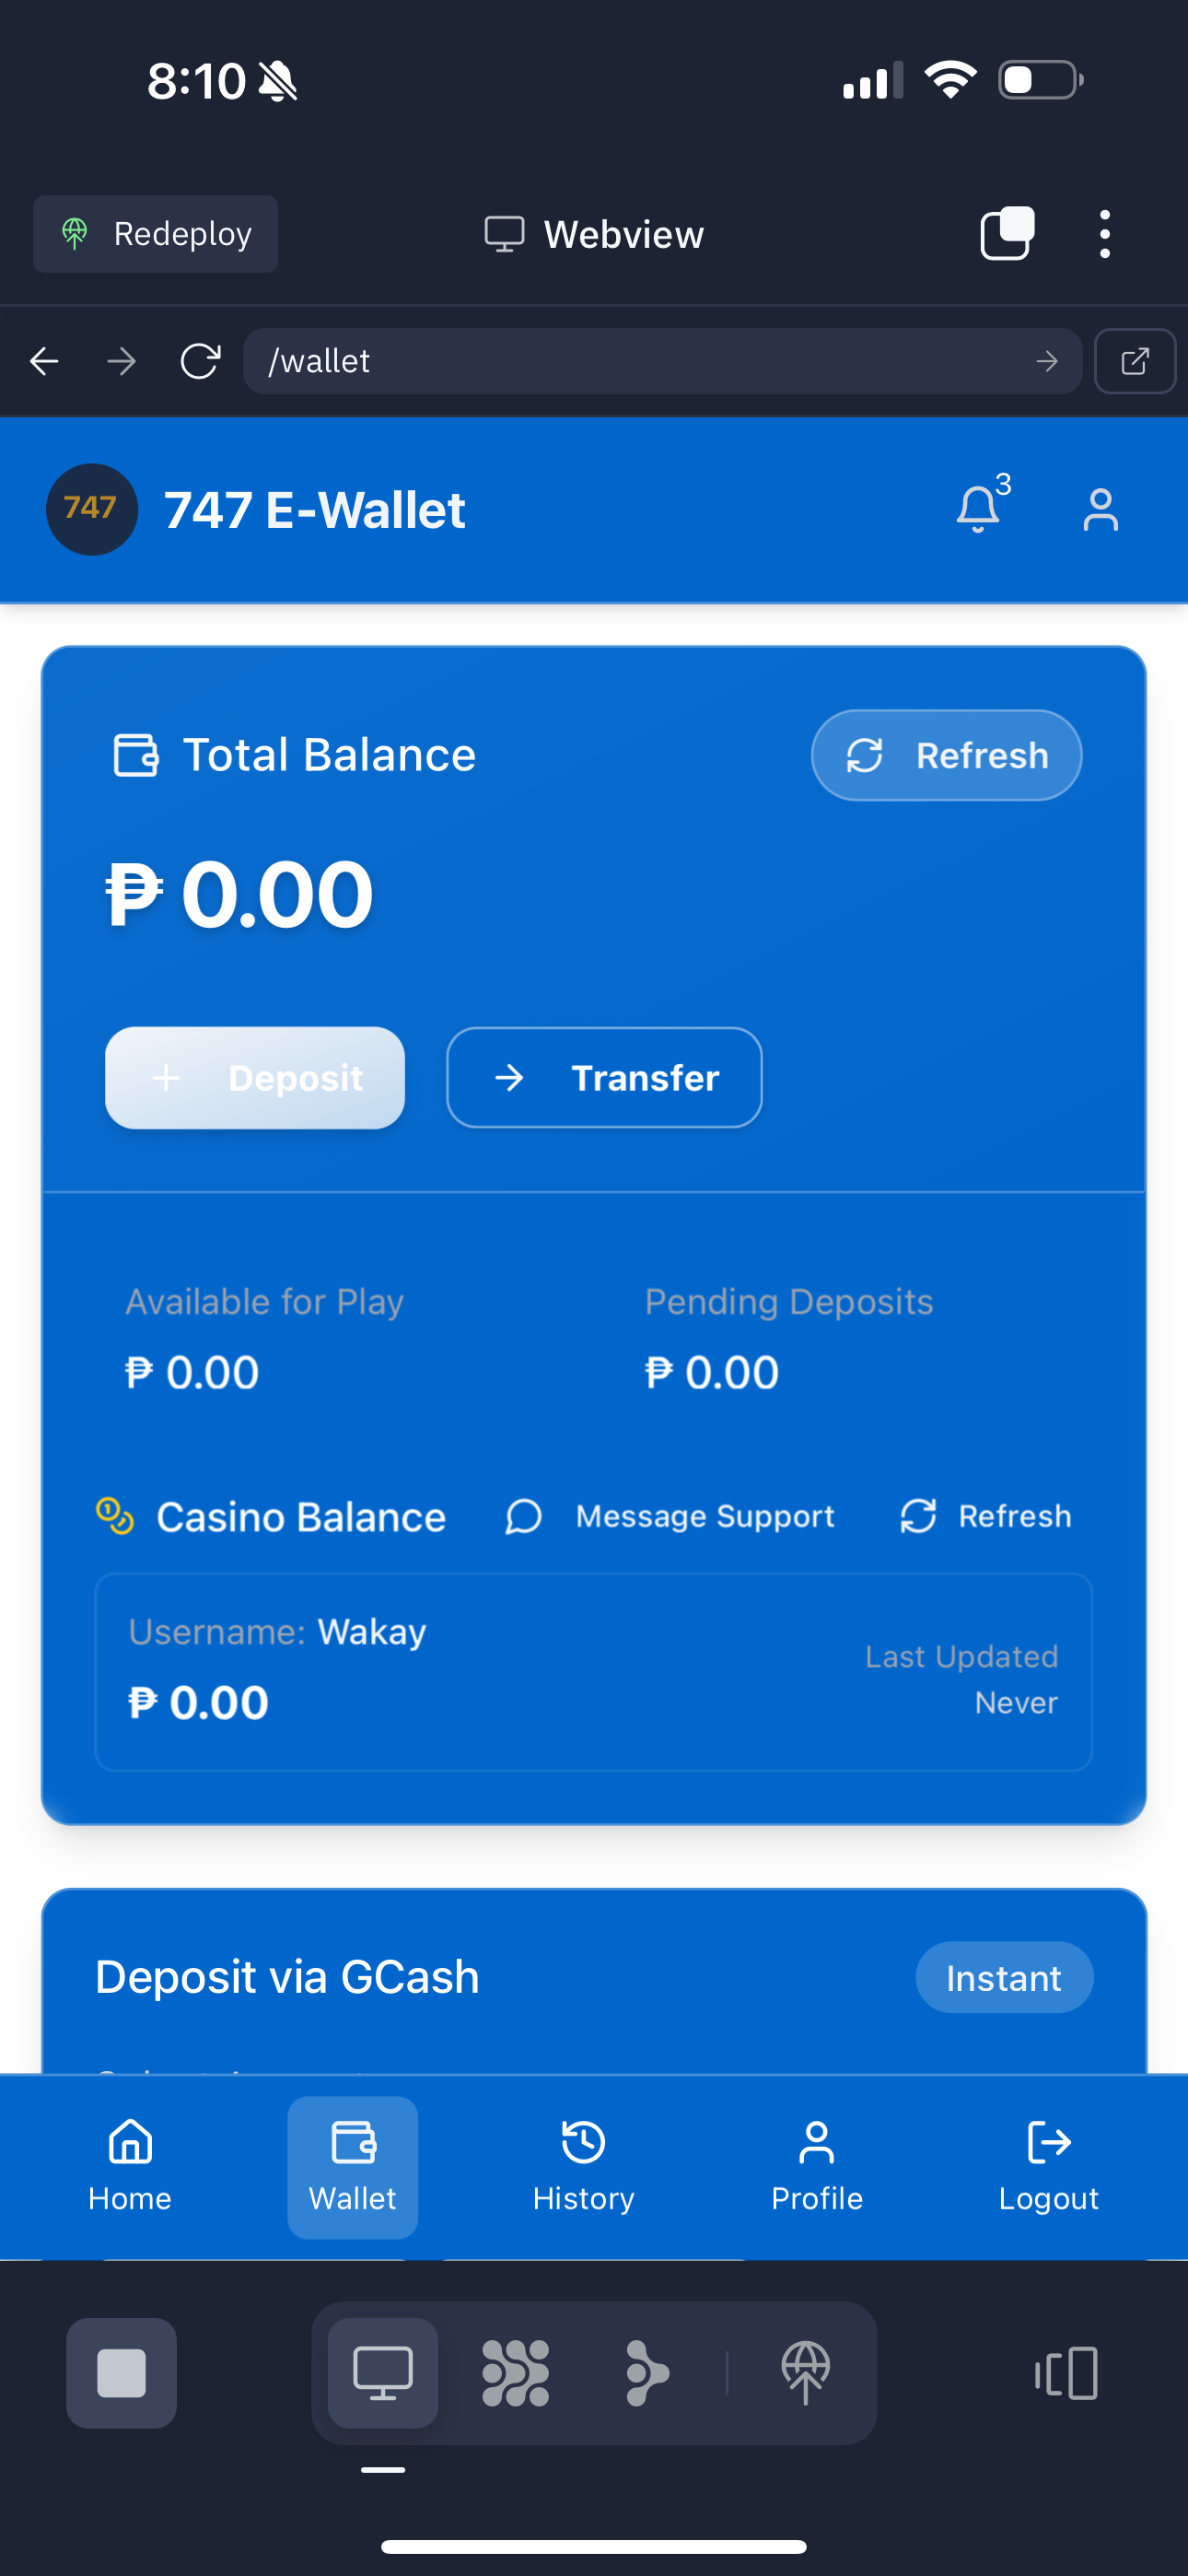 8:10
Redeploy
Webview
/wallet
747
747 E-Wallet
3
Total Balance
Refresh
₱ 0.00
Deposit
Transfer
Available for Play
Pending Deposits
₱ 0.00
₱ 0.00
Casino Balance
Message Support
Refresh
Username: Wakay
₱ 0.00
Last Updated
Never
Deposit via GCash
Instant
Home
Wallet
History
Profile
Logout